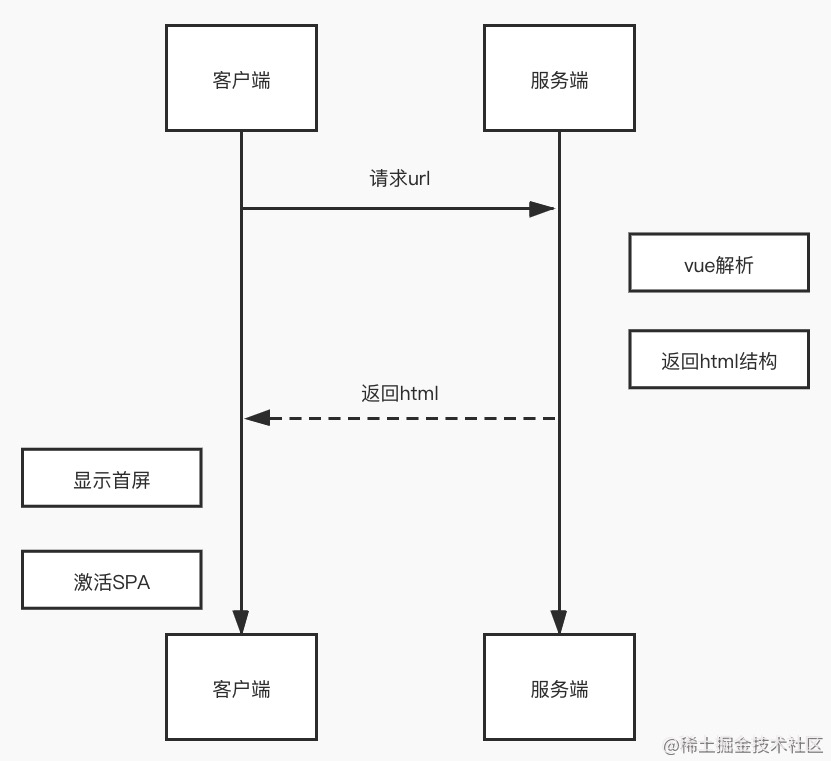 客户端
服务端
请求url
vue解析
返回html结构
返回html
显示首屏
激活SPA
客户端
服务端
@稀土掘金技术社区